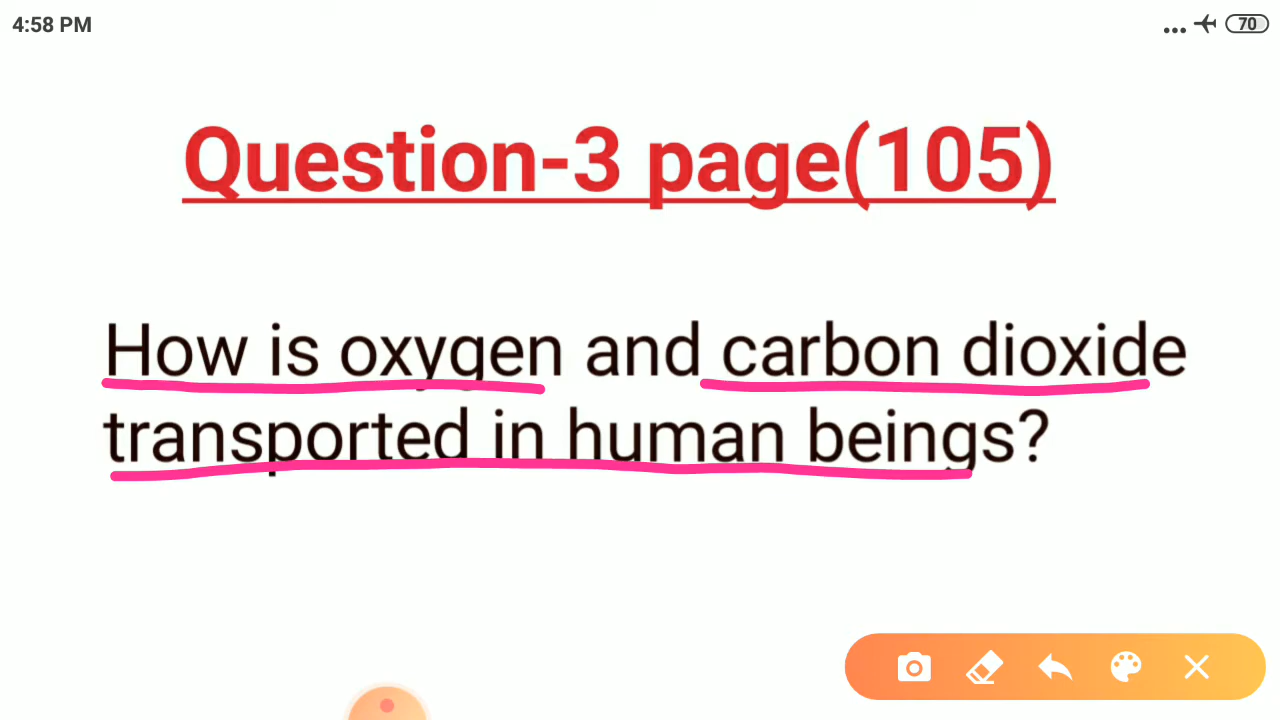 4:58 PM
70
Question-3 page(105)
How is oxygen and carbon dioxide
transported in human beings?